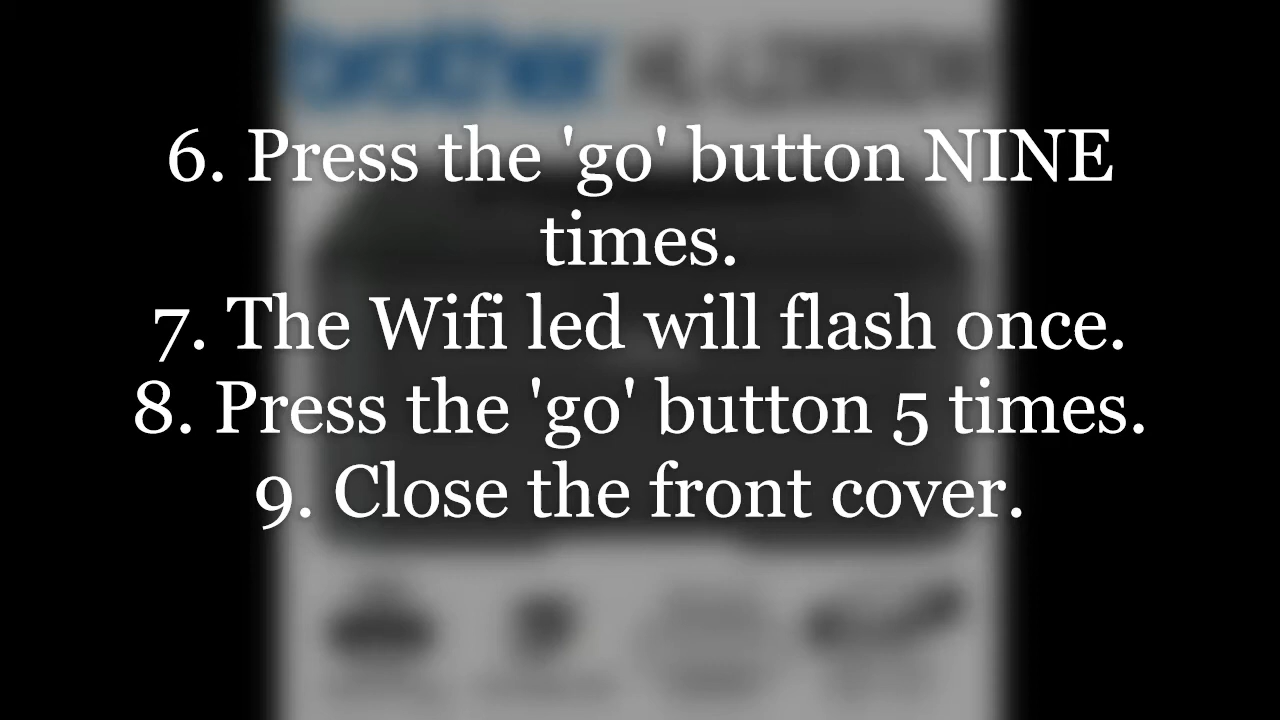 6. Press the 'go' button NINE
times.
7. The Wifi led will flash once.
8. Press the 'go' button 5 times.
9. Close the front cover.